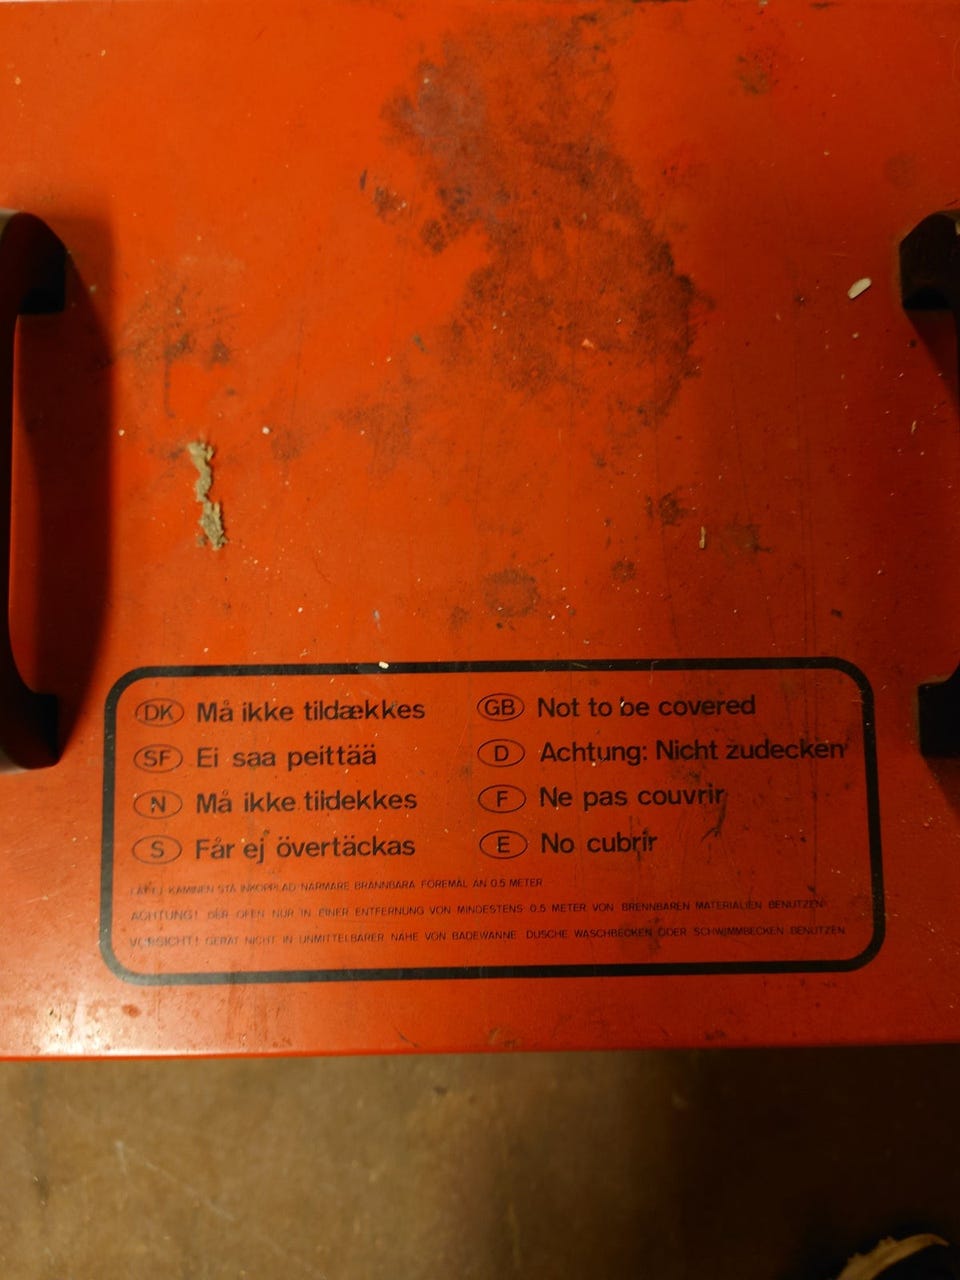 DK Må ikke tildækkes
SF Ei saa peittää
N Må ikke tildekkes
S Får ej övertäckas
GB Not to be covered
D Achtung: Nicht zudecken
F Ne pas couvrir
E No cubrir
LÅT EJ KAMINEN STÅ INKOPPLAD NÄRMARE BRÄNNBARA FÖREMÅL ÄN 0.5 METER
ACHTUNG! DER OFEN NUR IN EINER ENTFERNUNG VON MINDESTENS 0.5 METER VON BRENNBAREN MATERIALIEN BENUTZEN
VORSICHT! GERÄT NICHT IN UNMITTELBARER NÄHE VON BADEWANNE DUSCHE WASCHBECKEN ODER SCHWIMMBECKEN BENUTZEN